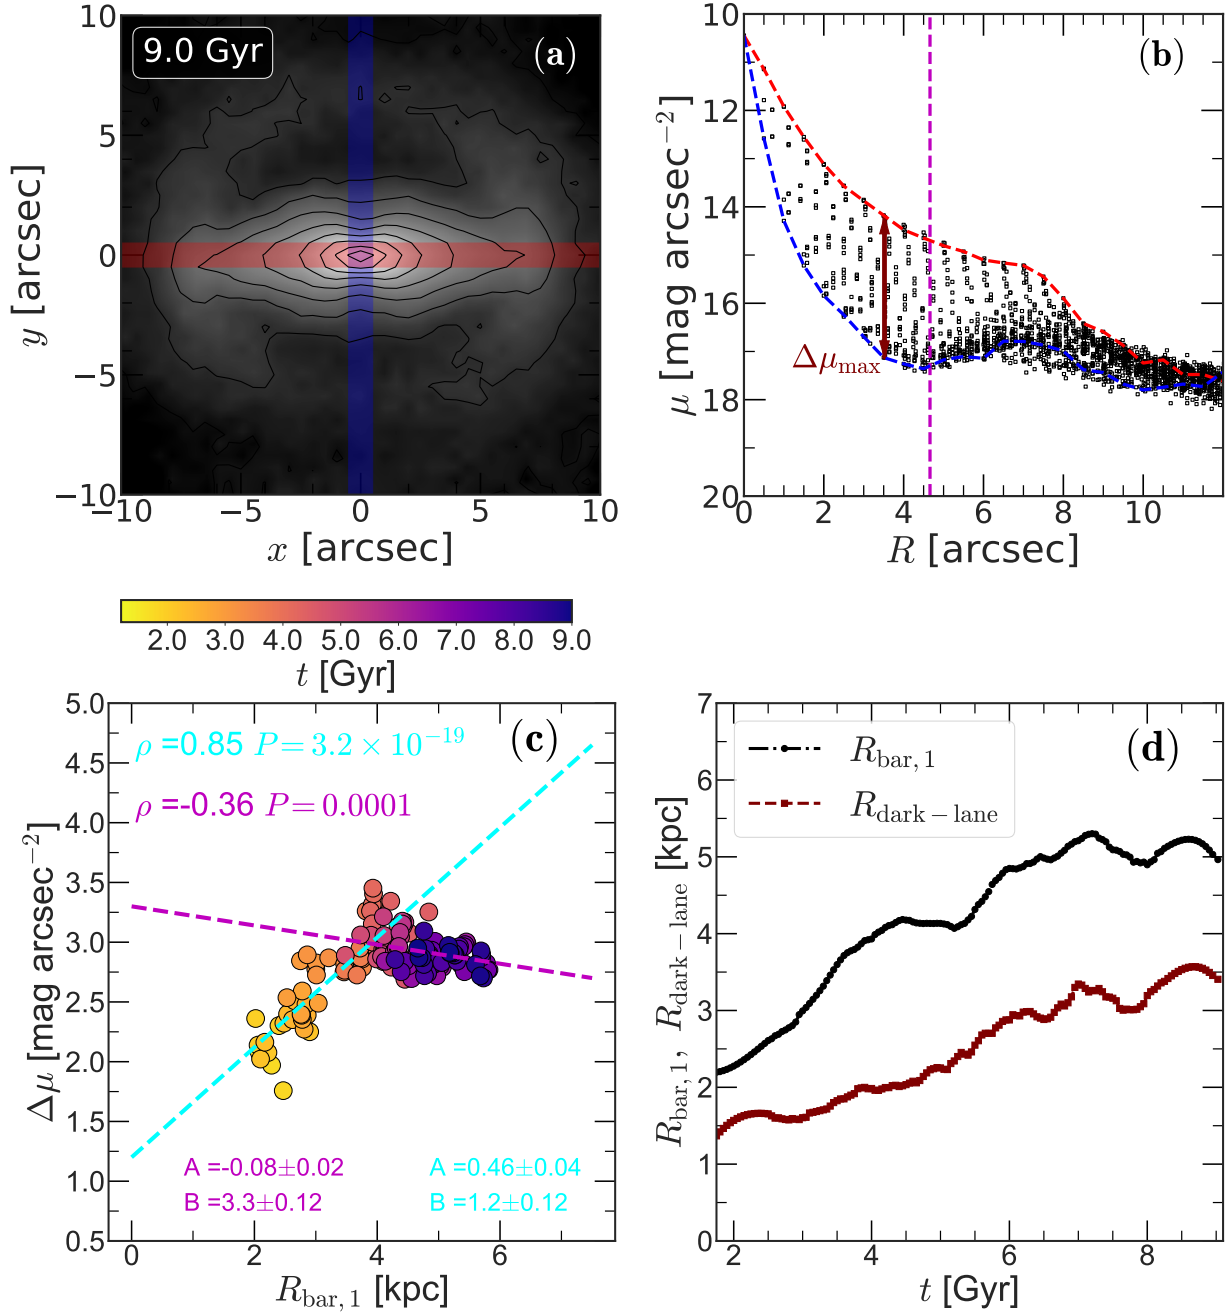 9.0 Gyr
(a)
10
5
0
−5
−10
y [arcsec]
−10 −5 0 5 10
x [arcsec]
(b)
10
12
14
16
18
20
μ [mag arcsec⁻²]
Δμmax
0 2 4 6 8 10
R [arcsec]
2.0 3.0 4.0 5.0 6.0 7.0 8.0 9.0
t [Gyr]
(c)
ρ =0.85 P = 3.2 × 10⁻¹⁹
ρ =-0.36 P = 0.0001
5.0
4.5
4.0
3.5
3.0
2.5
2.0
1.5
1.0
0.5
Δμ [mag arcsec⁻²]
A =-0.08±0.02
B =3.3±0.12
A =0.46±0.04
B =1.2±0.12
0 2 4 6 8
R_bar, 1 [kpc]
(d)
R_bar, 1
R_dark−lane
7
6
5
4
3
2
1
0
R_bar, 1, R_dark−lane [kpc]
2 4 6 8
t [Gyr]